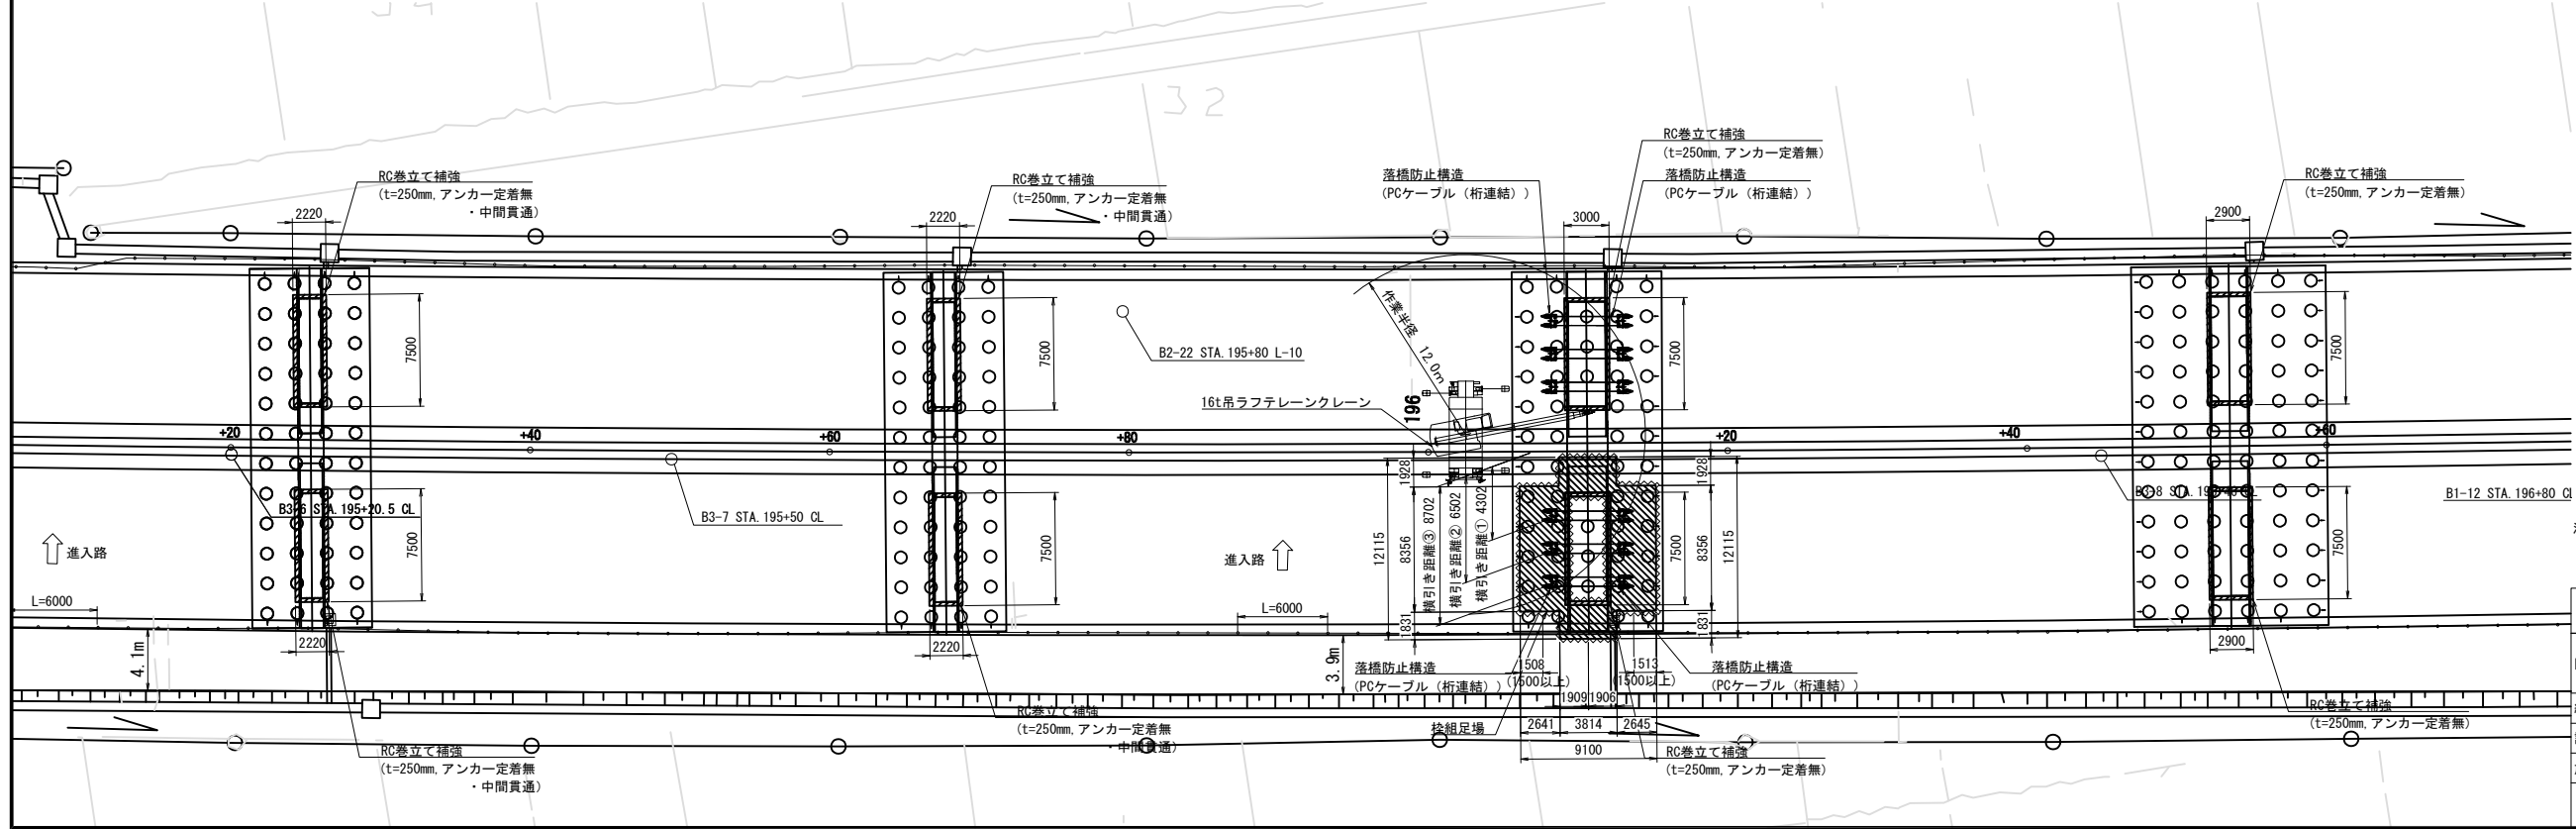 32
RC巻立て補強
(t=250mm,アンカー定着無
・中間貫通)
2220
RC巻立て補強
(t=250mm,アンカー定着無
・中間貫通)
2220
落橋防止構造
(PCケーブル（桁連結）)
RC巻立て補強
(t=250mm,アンカー定着無)
落橋防止構造
(PCケーブル（桁連結）)
3000
RC巻立て補強
(t=250mm,アンカー定着無)
2900
7500
7500
7500
7500
作業半径 12.0m
B2-22 STA.195+80 L-10
16t吊ラフテレーンクレーン
196
+20
+40
+60
+80
+20
+40
+60
B3-6 STA.195+20.5 CL
B3-7 STA.195+50 CL
B3-8 STA.19
B1-12 STA.196+80 CL
進入路
進入路
7500
7500
7500
7500
12115
1928
8356
1831
横引き距離③ 8702
横引き距離② 6502
横引き距離① 4302
1928
8356
1831
12115
L=6000
L=6000
4.1m
3.9m
2220
2220
2900
落橋防止構造
(PCケーブル（桁連結）)
1508
(1500以上)
1513
(1500以上)
落橋防止構造
(PCケーブル（桁連結）)
1909
1906
2641
3814
2645
9100
栓組足場
RC巻立て補強
(t=250mm,アンカー定着無
・中間貫通)
RC巻立て補強
(t=250mm,アンカー定着無
・中間貫通)
RC巻立て補強
(t=250mm,アンカー定着無)
RC巻立て補強
(t=250mm,アンカー定着無)